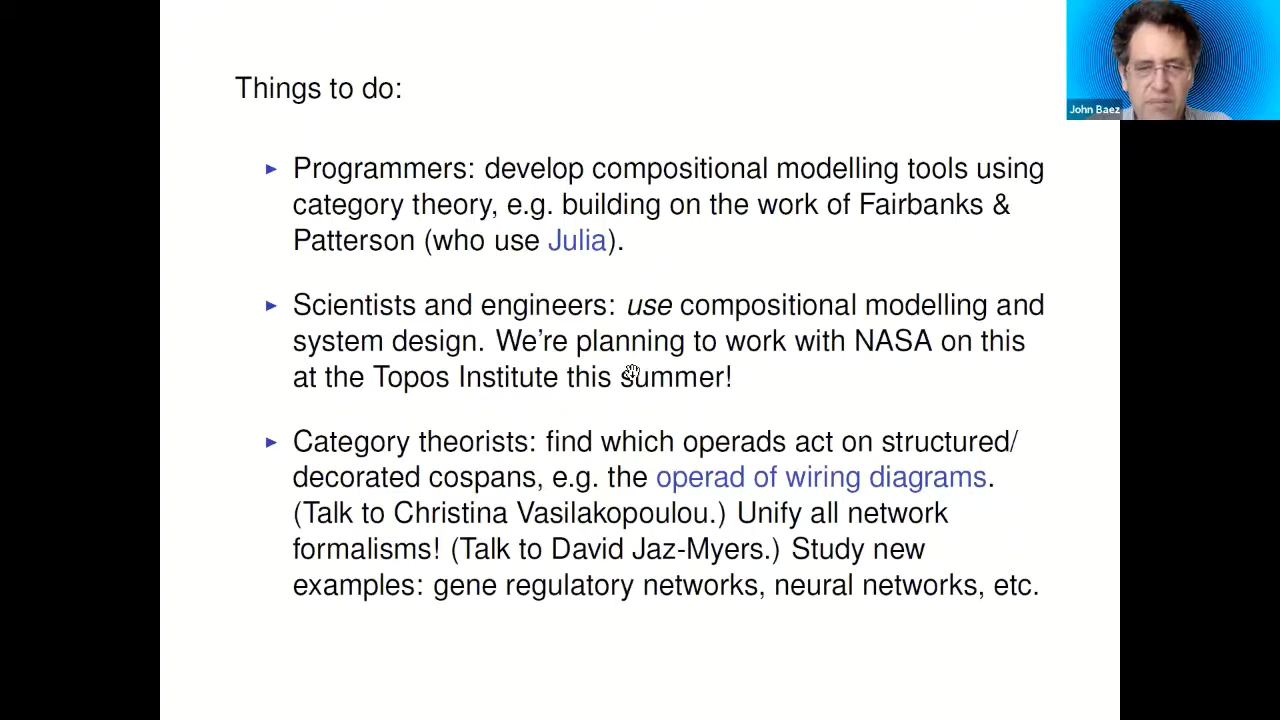 Things to do:
John Baez
▶ Programmers: develop compositional modelling tools using
category theory, e.g. building on the work of Fairbanks &
Patterson (who use Julia).
▶ Scientists and engineers: use compositional modelling and
system design. We're planning to work with NASA on this
at the Topos Institute this summer!
▶ Category theorists: find which operads act on structured/
decorated cospans, e.g. the operad of wiring diagrams.
(Talk to Christina Vasilakopoulou.) Unify all network
formalisms! (Talk to David Jaz-Myers.) Study new
examples: gene regulatory networks, neural networks, etc.